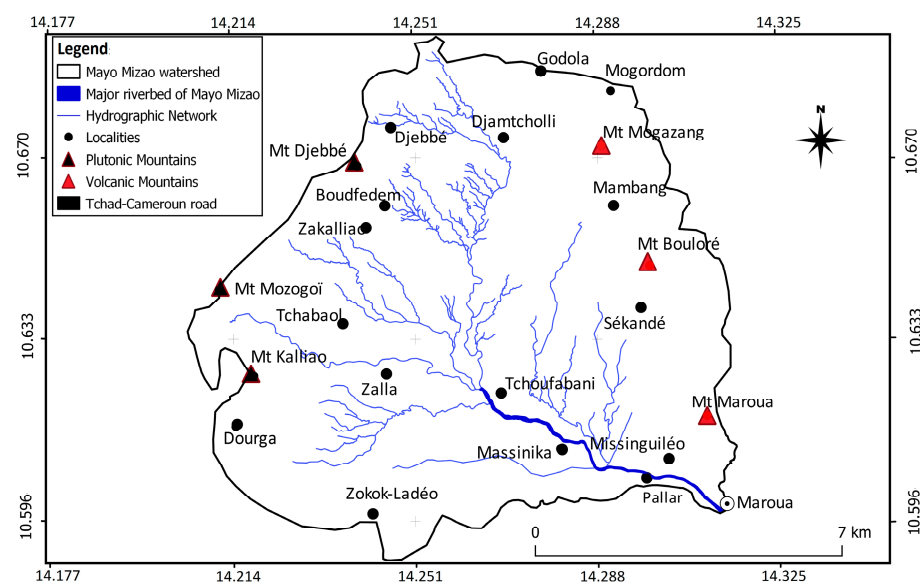 14.177 14.214 14.251 14.288 14.325
Legend
Mayo Mizao watershed
Major riverbed of Mayo Mizao
Hydrographic Network
Localities
Plutonic Mountains
Volcanic Mountains
Tchad-Cameroun road
N
Godola
Mogordom
Djebbé
Djamtcholli
Mt Mogazang
Mt Djebbé
10.670
10.670
Boudfedem
Mambang
Zakalliao
Mt Bouloré
Mt Mozogoï
Tchabaol
Sékandé
10.633
10.633
Mt Kalliao
Zalla
Tchoufabani
Mt Maroua
Dourga
Massinika
Missinguiléo
Zokok-Ladéo
Pallar
Maroua
10.596
10.596
0 7 km
14.177 14.214 14.251 14.288 14.325